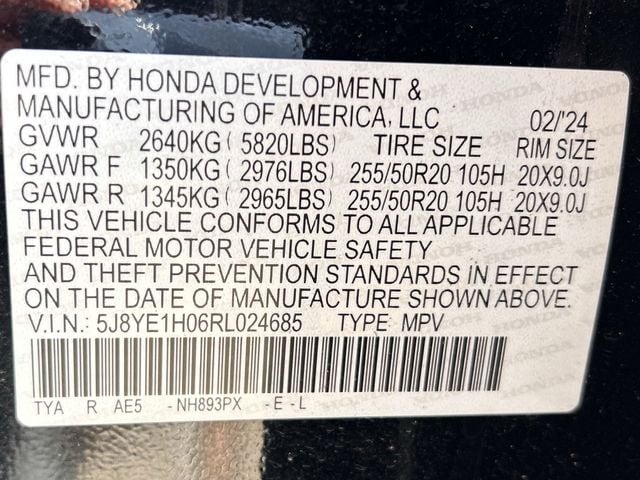 MFD. BY HONDA DEVELOPMENT &
MANUFACTURING OF AMERICA, LLC 02/'24
GVWR 2640KG ( 5820LBS) TIRE SIZE RIM SIZE
GAWR F 1350KG ( 2976LBS) 255/50R20 105H 20X9.0J
GAWR R 1345KG ( 2965LBS) 255/50R20 105H 20X9.0J
THIS VEHICLE CONFORMS TO ALL APPLICABLE
FEDERAL MOTOR VEHICLE SAFETY
AND THEFT PREVENTION STANDARDS IN EFFECT
ON THE DATE OF MANUFACTURE SHOWN ABOVE.
V.I.N.: 5J8YE1H06RL024685 TYPE: MPV
TYA R AE5 -NH893PX -E-L